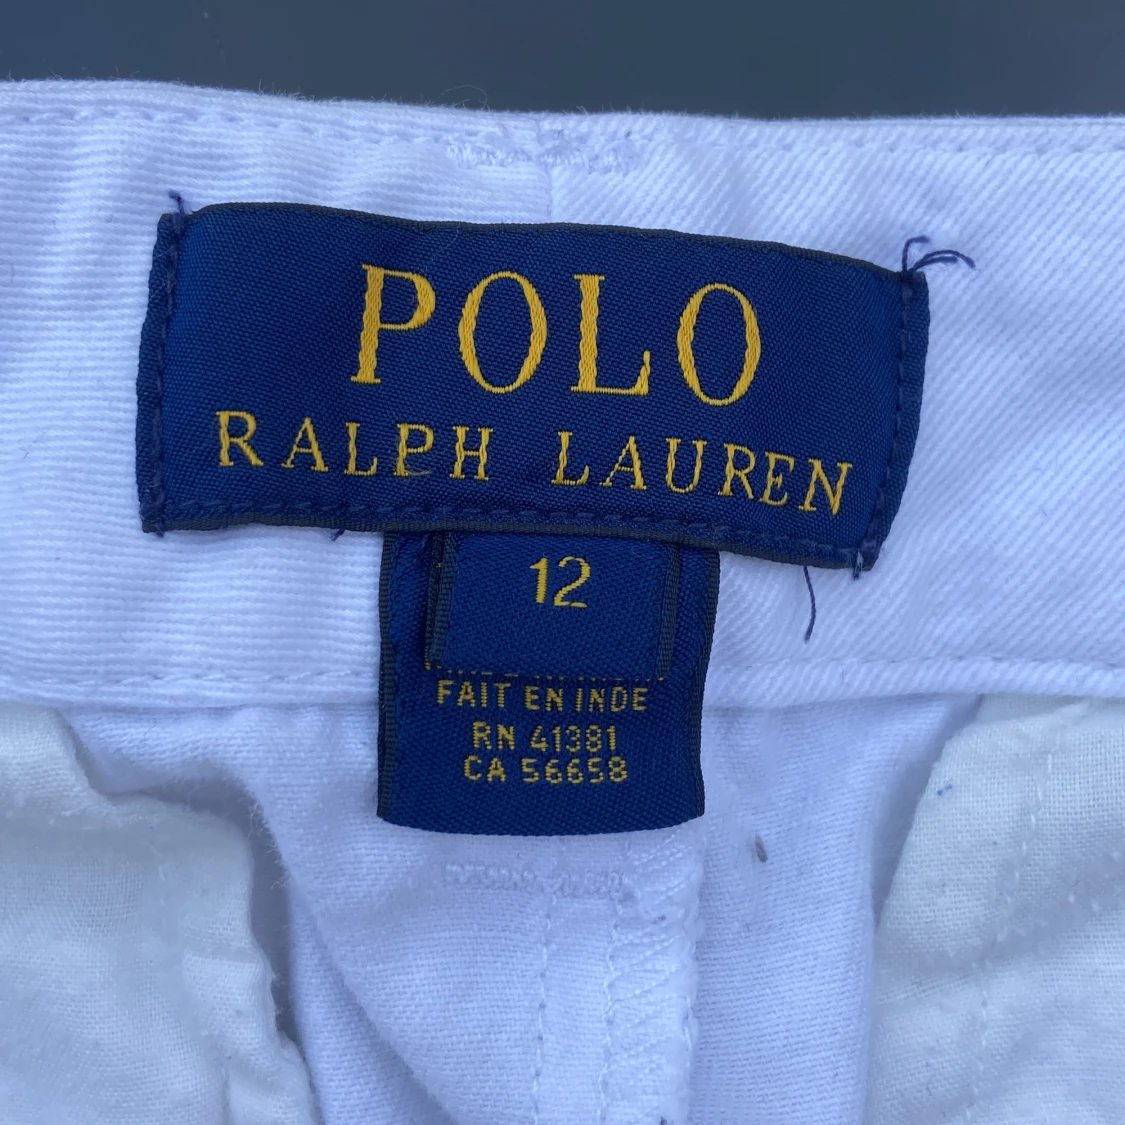 POLO
RALPH LAUREN
12
FAIT EN INDE
RN 41381
CA 56658